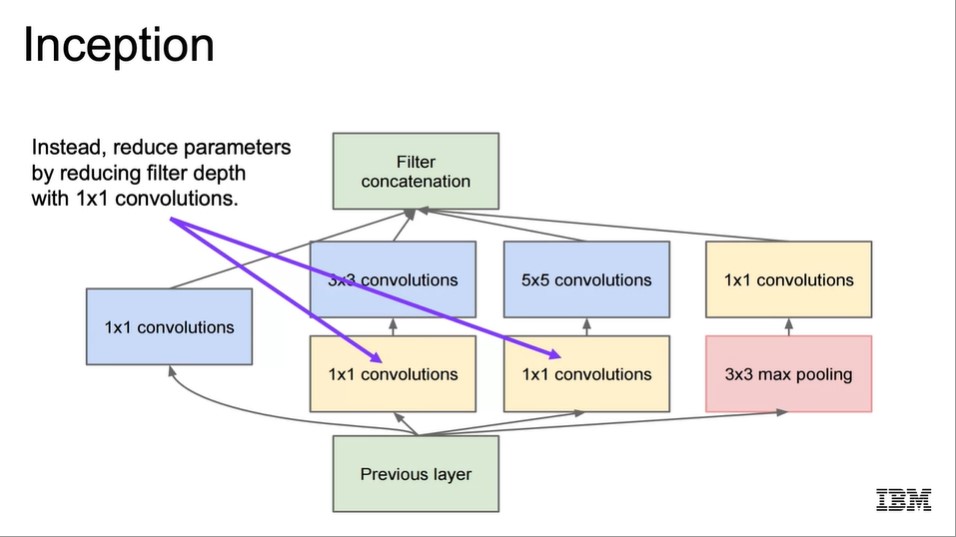 Inception
Instead, reduce parameters
by reducing filter depth
with 1x1 convolutions.
Filter
concatenation
3x3 convolutions
5x5 convolutions
1x1 convolutions
1x1 convolutions
1x1 convolutions
1x1 convolutions
3x3 max pooling
Previous layer
IBM